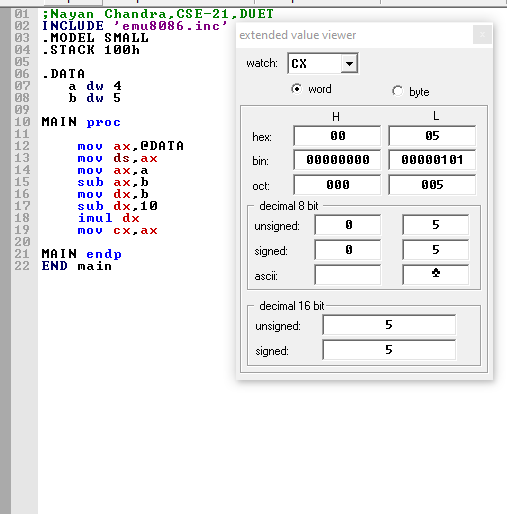 01 ;Nayan Chandra,CSE-21,DUET
02 INCLUDE 'emu8086.inc'
03 .MODEL SMALL
04 .STACK 100h
05
06 .DATA
07 a dw 4
08 b dw 5
09
10 MAIN proc
11
12 mov ax,@DATA
13 mov ds,ax
14 mov ax,a
15 sub ax,b
16 mov dx,b
17 sub dx,10
18 imul dx
19 mov cx,ax
20
21 MAIN endp
22 END main
extended value viewer x
watch: CX
word byte
H L
hex: 00 05
bin: 00000000 00000101
oct: 000 005
decimal 8 bit
unsigned: 0 5
signed: 0 5
ascii: ♣
decimal 16 bit
unsigned: 5
signed: 5